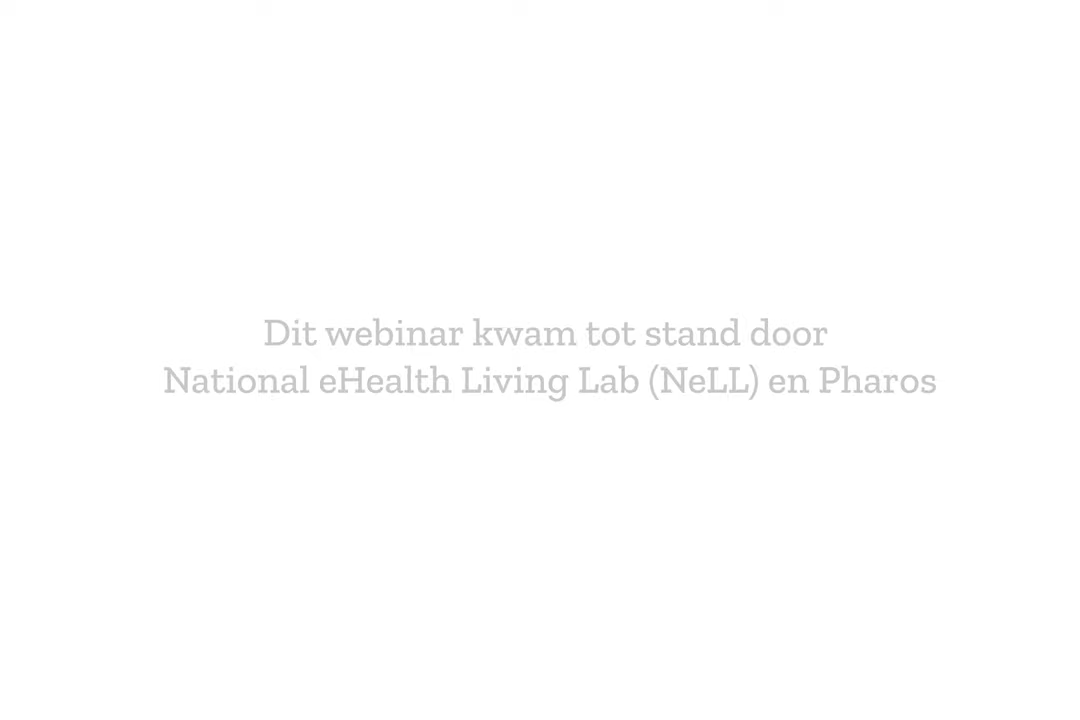 Dit webinar kwam tot stand door
National eHealth Living Lab (NeLL) en Pharos